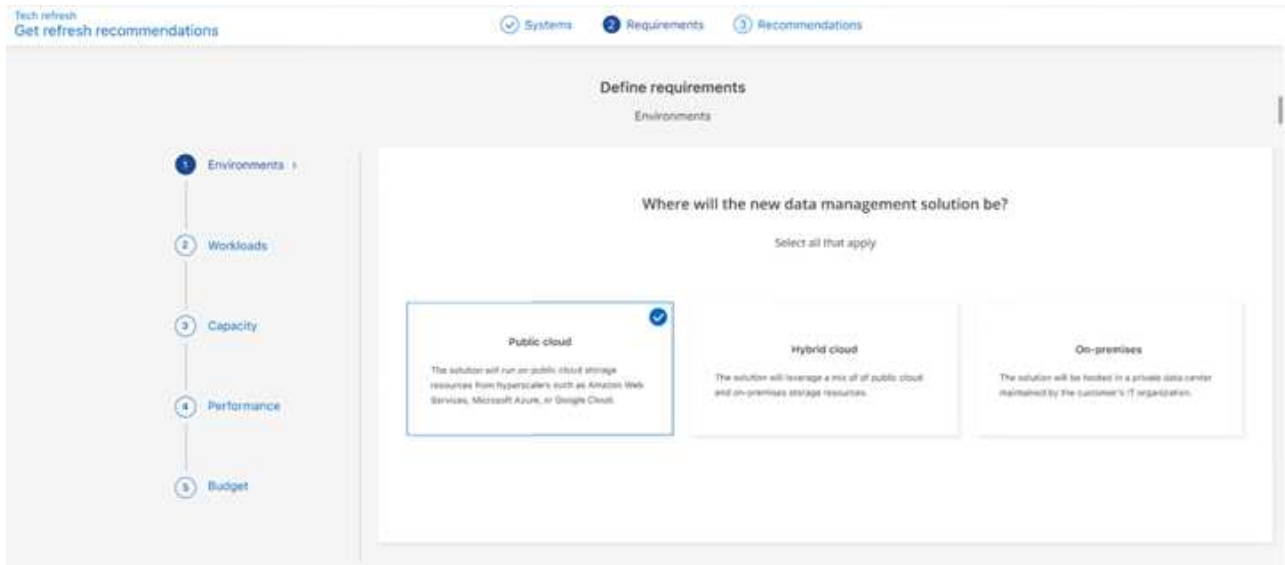 Tech refresh
Get refresh recommendations
Systems
2 Requirements
3 Recommendations
Define requirements
Environments
1 Environments >
2 Workloads
3 Capacity
4 Performance
5 Budget
Where will the new data management solution be?
Select all that apply
Public cloud
The solution will run on public cloud storage
resources from hyperscalers such as Amazon Web
Services, Microsoft Azure, or Google Cloud.
Hybrid cloud
The solution will leverage a mix of of public cloud
and on-premises storage resources.
On-premises
The solution will be hosted in a private data center
maintained by the customer's IT organization.